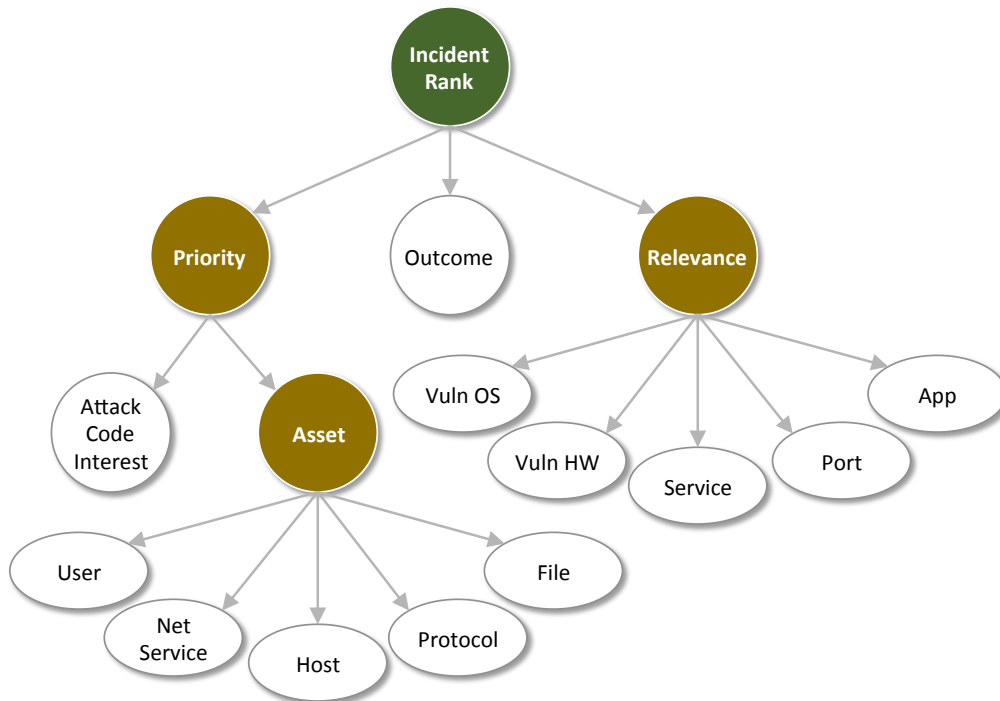 Incident
Rank
Priority
Outcome
Relevance
Attack
Code
Interest
Asset
Vuln OS
Vuln HW
Service
Port
App
User
Net
Service
Host
Protocol
File